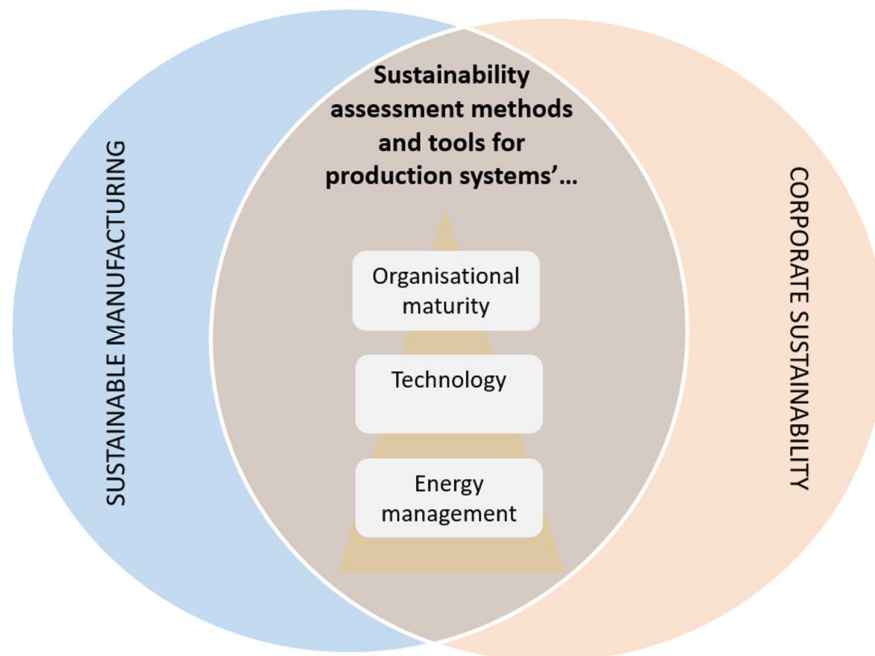 Sustainability
assessment methods
and tools for
production systems’…
SUSTAINABLE MANUFACTURING
CORPORATE SUSTAINABILITY
Organisational
maturity
Technology
Energy
management